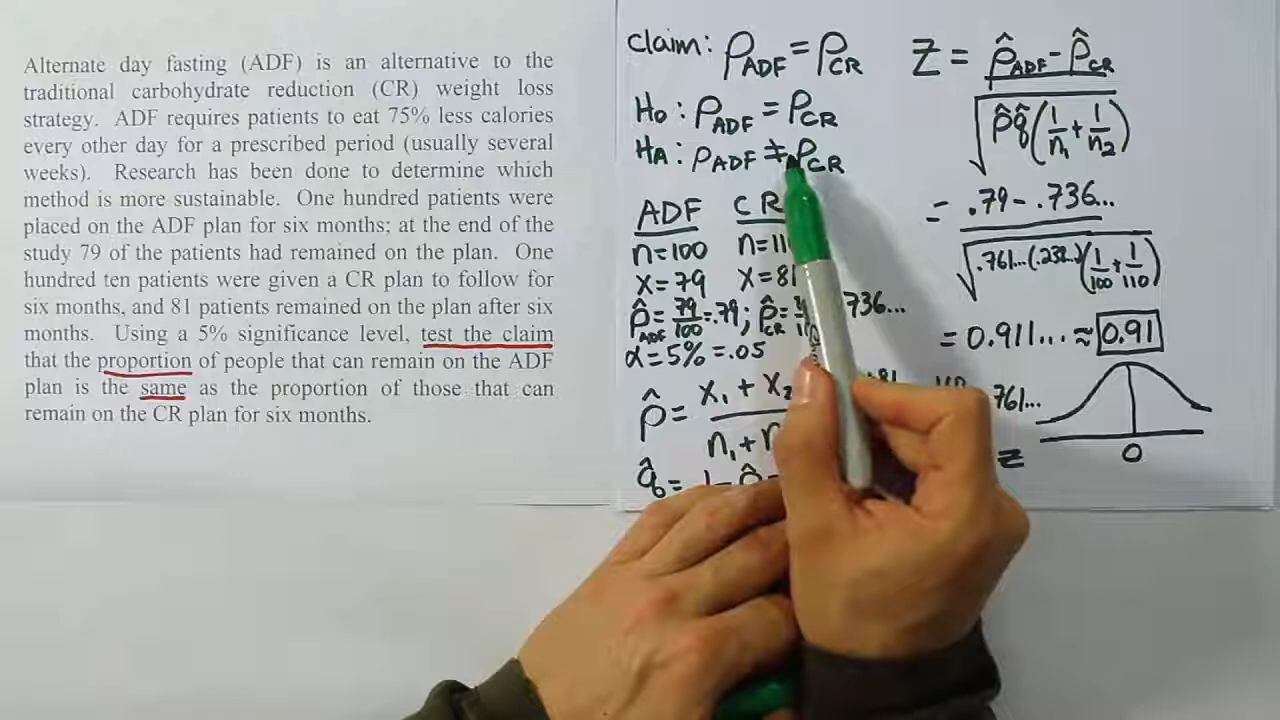 Alternate day fasting (ADF) is an alternative to the
traditional carbohydrate reduction (CR) weight loss
strategy. ADF requires patients to eat 75% less calories
every other day for a prescribed period (usually several
weeks). Research has been done to determine which
method is more sustainable. One hundred patients were
placed on the ADF plan for six months; at the end of the
study 79 of the patients had remained on the plan. One
hundred ten patients were given a CR plan to follow for
six months, and 81 patients remained on the plan after six
months. Using a 5% significance level, test the claim
that the proportion of people that can remain on the ADF
plan is the same as the proportion of those that can
remain on the CR plan for six months.
Claim: P_ADF = P_CR
H₀: P_ADF = P_CR
H_A: P_ADF ≠ P_CR
ADF CR
n=100 n=11
x=79 x=81
p̂_ADF = 79/100 = .79; p̂_CR = 736...
α = 5% = .05
p̂ = x₁ + x₂ / n₁ + 761...
q̂ = 1 - p̂ =
Z = p̂_ADF - p̂_CR / √p̂q̂(1/n₁ + 1/n₂)
= .79 - .736... / √.761...(.238...)(1/100 + 1/110)
= 0.911... ≈ 0.91
0
z